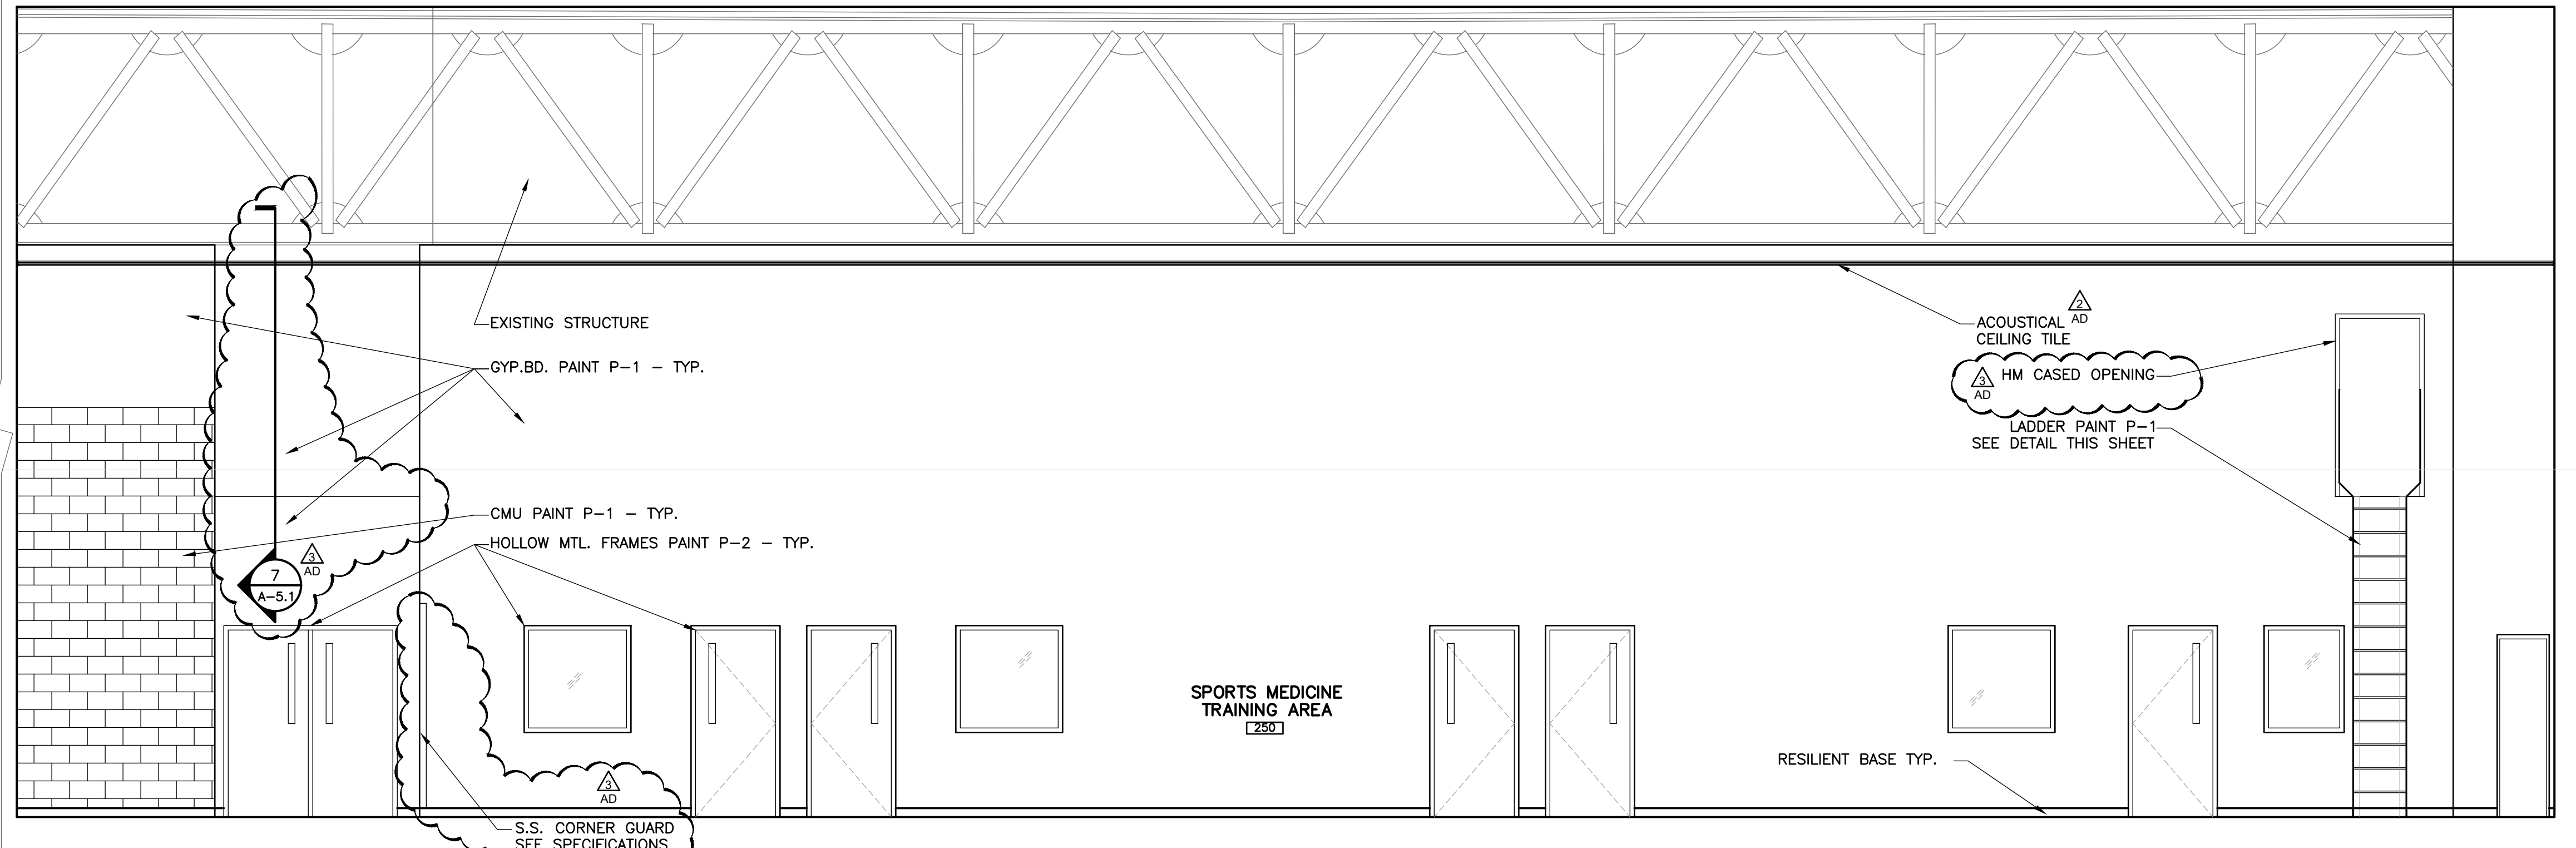 EXISTING STRUCTURE
GYP.BD. PAINT P-1 - TYP.
CMU PAINT P-1 - TYP.
HOLLOW MTL. FRAMES PAINT P-2 - TYP.
7
A-5.1
3
AD
2
AD
ACOUSTICAL
CEILING TILE
3
AD
HM CASED OPENING
LADDER PAINT P-1
SEE DETAIL THIS SHEET
SPORTS MEDICINE
TRAINING AREA
250
RESILIENT BASE TYP.
3
AD
S.S. CORNER GUARD
SEE SPECIFICATIONS